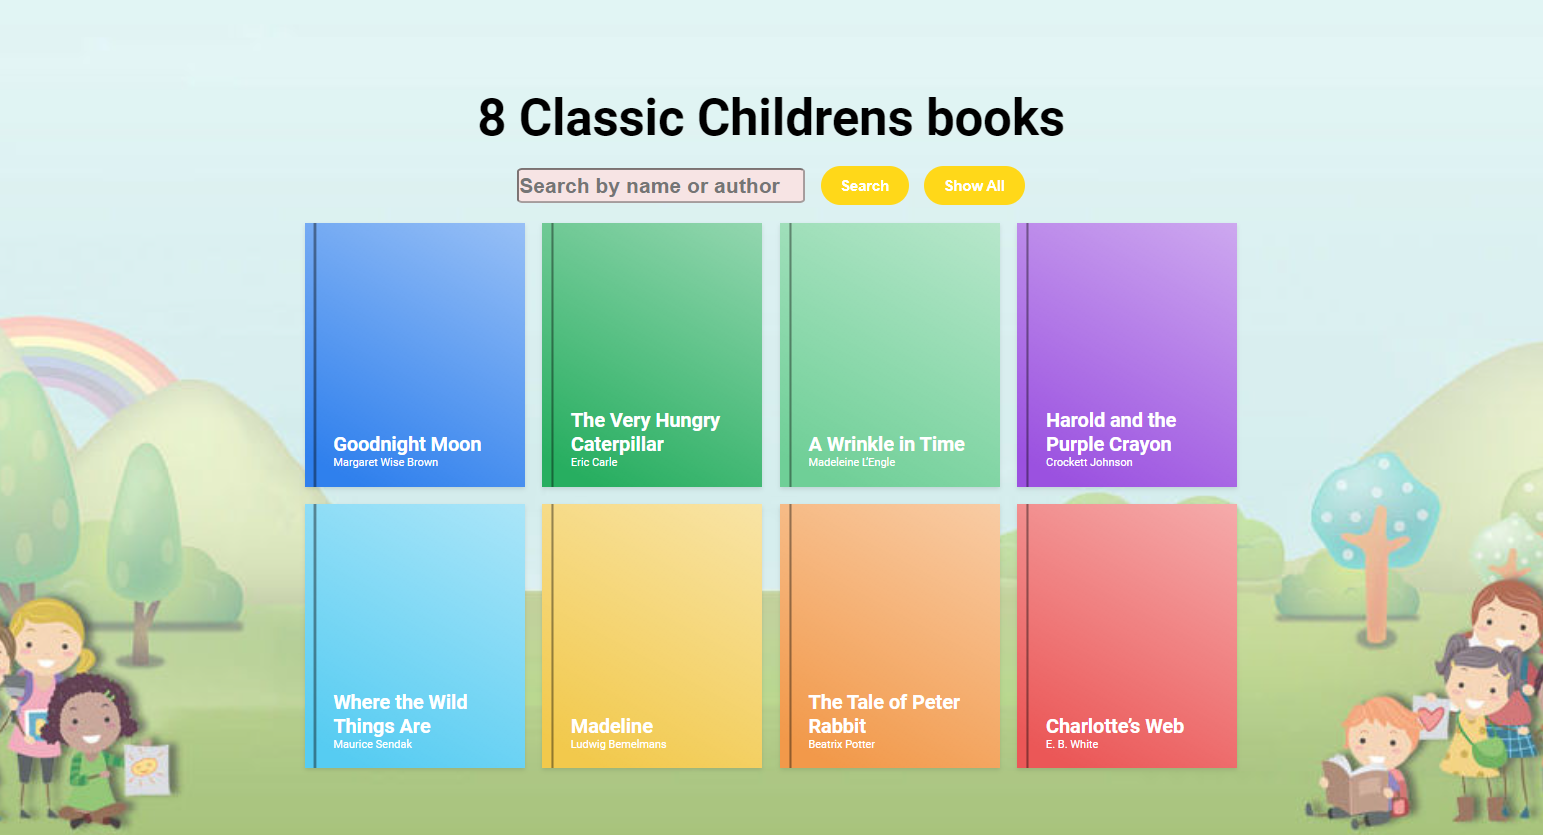 8 Classic Childrens books
Search by name or author
Search
Show All
Goodnight Moon
Margaret Wise Brown
The Very Hungry
Caterpillar
Eric Carle
A Wrinkle in Time
Madeleine L’Engle
Harold and the
Purple Crayon
Crockett Johnson
Where the Wild
Things Are
Maurice Sendak
Madeline
Ludwig Bemelmans
The Tale of Peter
Rabbit
Beatrix Potter
Charlotte’s Web
E. B. White